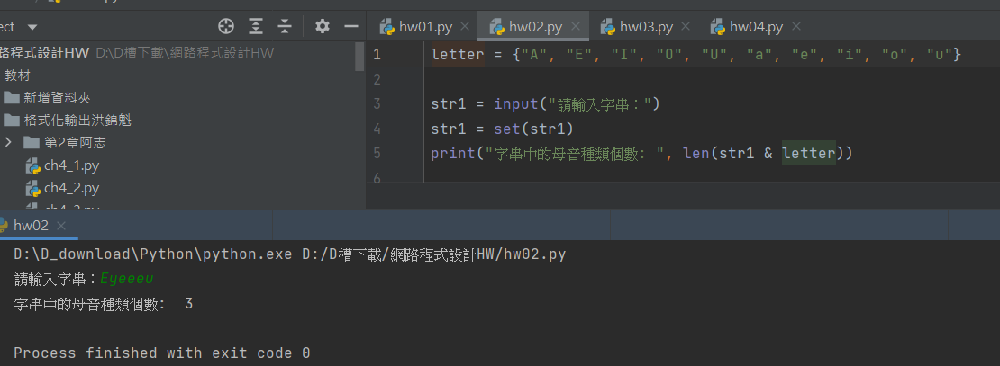 ect
路程式設計HW D:\D槽下載\網路程式設計HW
教材
新增資料夾
格式化輸出洪錦魁
第2章阿志
ch4_1.py
ch4_2.py
hw01.py hw02.py hw03.py hw04.py
1 letter = {"A", "E", "I", "O", "U", "a", "e", "i", "o", "u"}
2
3 str1 = input("請輸入字串：")
4 str1 = set(str1)
5 print("字串中的母音種類個數: ", len(str1 & letter))
6
hw02
D:\D_download\Python\python.exe D:/D槽下載/網路程式設計HW/hw02.py
請輸入字串：Eyeeeu
字串中的母音種類個數:  3
Process finished with exit code 0